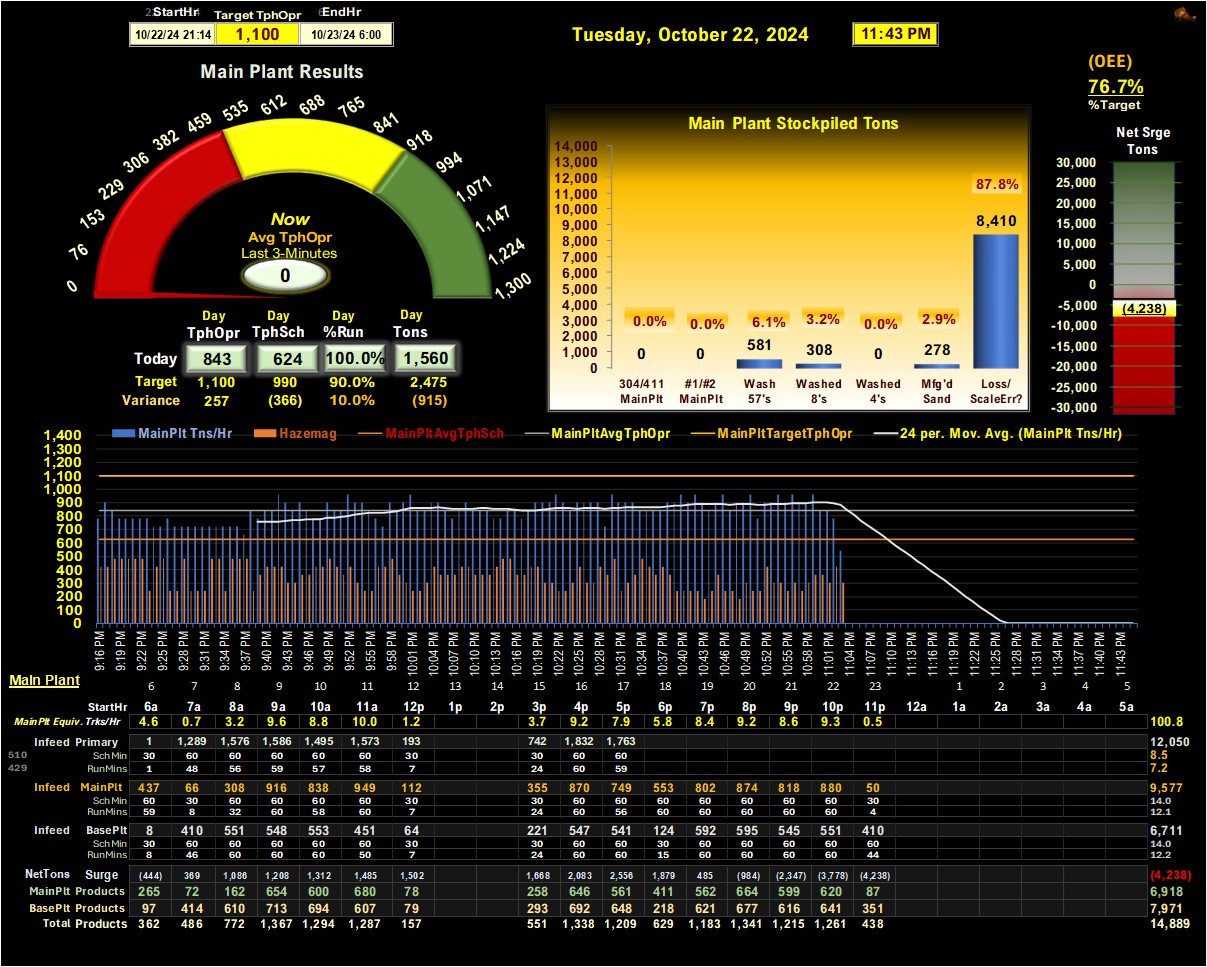 StartHr Target TphOpr EndHr
10/22/24 21:14 1,100 10/23/24 6:00
Tuesday, October 22, 2024 11:43 PM
(OEE)
76.7%
%Target
Main Plant Results
0 76 153 229 306 382 459 535 612 688 765 841 918 994 1,071 1,147 1,224 1,300
Now
Avg TphOpr
Last 3-Minutes
0
Day Day Day Day
TphOpr TphSch %Run Tons
Today 843 624 100.0% 1,560
Target 1,100 990 90.0% 2,475
Variance 257 (366) 10.0% (915)
Main Plant Stockpiled Tons
14,000
13,000
12,000
11,000
10,000
9,000
8,000
7,000
6,000
5,000
4,000
3,000
2,000
1,000
0
0.0% 0.0% 6.1% 3.2% 0.0% 2.9% 87.8%
0 0 581 308 0 278 8,410
304/411 #1/#2 Wash Washed Washed Mfg'd Loss/
MainPlt MainPlt 57's 8's 4's Sand ScaleErr?
Net Srge
Tons
30,000
25,000
20,000
15,000
10,000
5,000
0
-5,000
(4,238)
-10,000
-15,000
-20,000
-25,000
-30,000
MainPlt Tns/Hr Hazemag MainPltAvgTphSch MainPltAvgTphOpr MainPltTargetTphOpr 24 per. Mov. Avg. (MainPlt Tns/Hr)
1,400
1,300
1,200
1,100
1,000
900
800
700
600
500
400
300
200
100
0
9:16 PM 9:19 PM 9:22 PM 9:25 PM 9:28 PM 9:31 PM 9:34 PM 9:37 PM 9:40 PM 9:43 PM 9:46 PM 9:49 PM 9:52 PM 9:55 PM 9:58 PM 10:01 PM 10:04 PM 10:07 PM 10:10 PM 10:13 PM 10:16 PM 10:25 PM 10:28 PM 10:31 PM 10:34 PM 10:37 PM 10:40 PM 10:43 PM 10:46 PM 10:49 PM 10:52 PM 10:55 PM 10:58 PM 11:01 PM 11:04 PM 11:07 PM 11:10 PM 11:13 PM 11:16 PM 11:19 PM 11:22 PM 11:25 PM 11:28 PM 11:31 PM 11:34 PM 11:37 PM 11:40 PM 11:43 PM
Main Plant
6 7 8 9 10 11 12 13 14 15 16 17 18 19 20 21 22 23 1 2 3 4 5
StartHr 6a 7a 8a 9a 10a 11a 12p 1p 2p 3p 4p 5p 6p 7p 8p 9p 10p 11p 12a 1a 2a 3a 4a 5a
MainPlt Equiv. Trks/Hr 4.6 0.7 3.2 9.6 8.8 10.0 1.2 3.7 9.2 7.9 5.8 8.4 9.2 8.6 9.3 0.5 100.8
Infeed Primary 1 1,289 1,576 1,586 1,495 1,573 193 742 1,832 1,763 12,050
510 Sch Min 30 60 60 60 60 60 30 30 60 60 8.5
429 RunMins 1 48 56 59 57 58 7 24 60 59 7.2
Infeed MainPlt 437 66 308 916 838 949 112 355 870 749 553 802 874 818 880 50 9,577
Sch Min 60 30 60 60 60 60 30 30 60 60 60 60 60 60 60 30 14.0
RunMins 59 8 32 60 58 60 7 24 60 56 60 60 60 60 60 4 12.1
Infeed BasePlt 8 410 551 548 553 451 64 221 547 541 124 592 595 545 551 410 6,711
Sch Min 30 60 60 60 60 60 30 30 60 60 30 60 60 60 60 60 14.0
RunMins 8 46 60 60 60 50 7 24 60 60 15 60 60 60 60 44 12.2
NetTons Surge (444) 369 1,086 1,208 1,312 1,485 1,502 1,668 2,083 2,556 1,879 485 (984) (2,347) (3,778) (4,238) (4,238)
MainPlt Products 265 72 162 654 600 680 78 258 646 561 411 562 664 599 620 87 6,918
BasePlt Products 97 414 610 713 694 607 79 293 692 648 218 621 677 616 641 351 7,971
Total Products 362 486 772 1,367 1,294 1,287 157 551 1,338 1,209 629 1,183 1,341 1,215 1,261 438 14,889